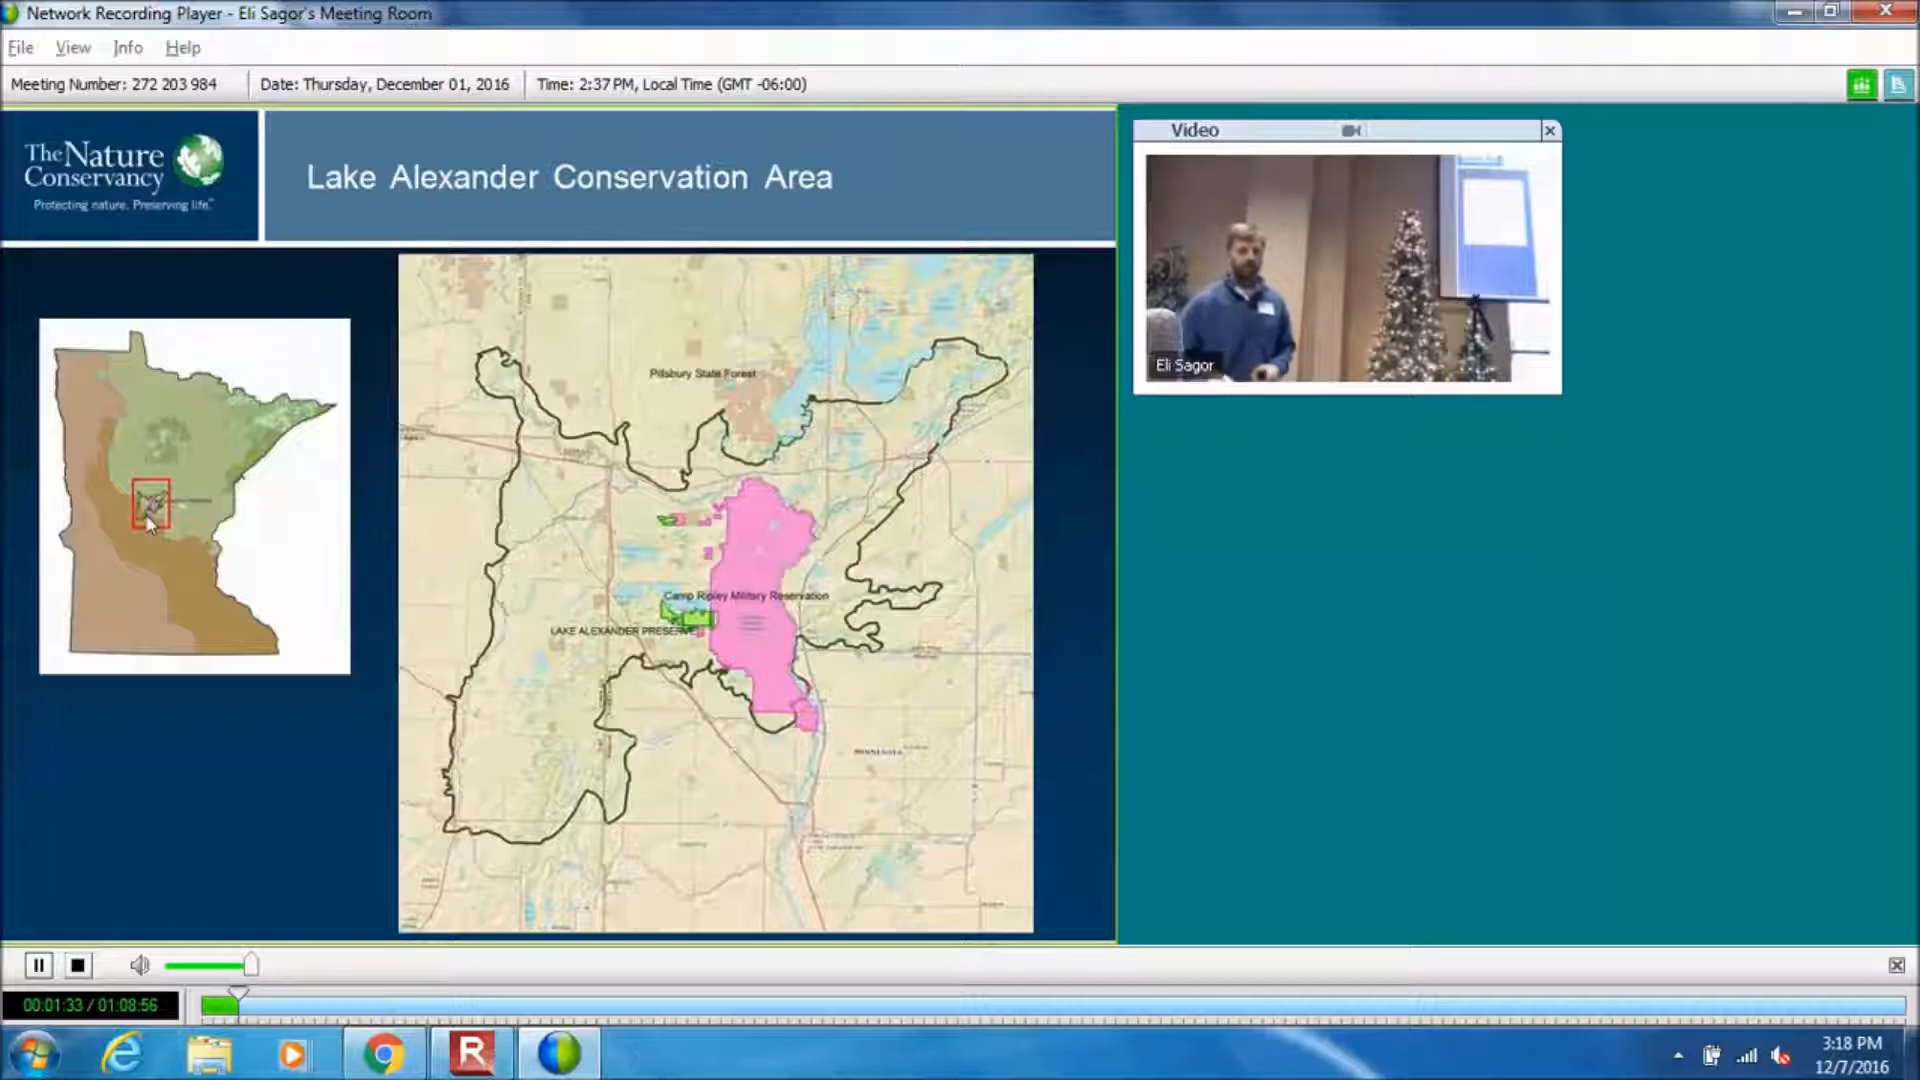 Network Recording Player - Eli Sagor's Meeting Room
File View Info Help
Meeting Number: 272 203 984
Date: Thursday, December 01, 2016
Time: 2:37 PM, Local Time (GMT -06:00)
The Nature
Conservancy
Protecting nature. Preserving life.™
Lake Alexander Conservation Area
Video
Eli Sagor
Pillsbury State Forest
Camp Ripley Military Reservation
LAKE ALEXANDER PRESERVE
MINNESOTA
00:01:33 / 01:08:56
R
3:18 PM
12/7/2016